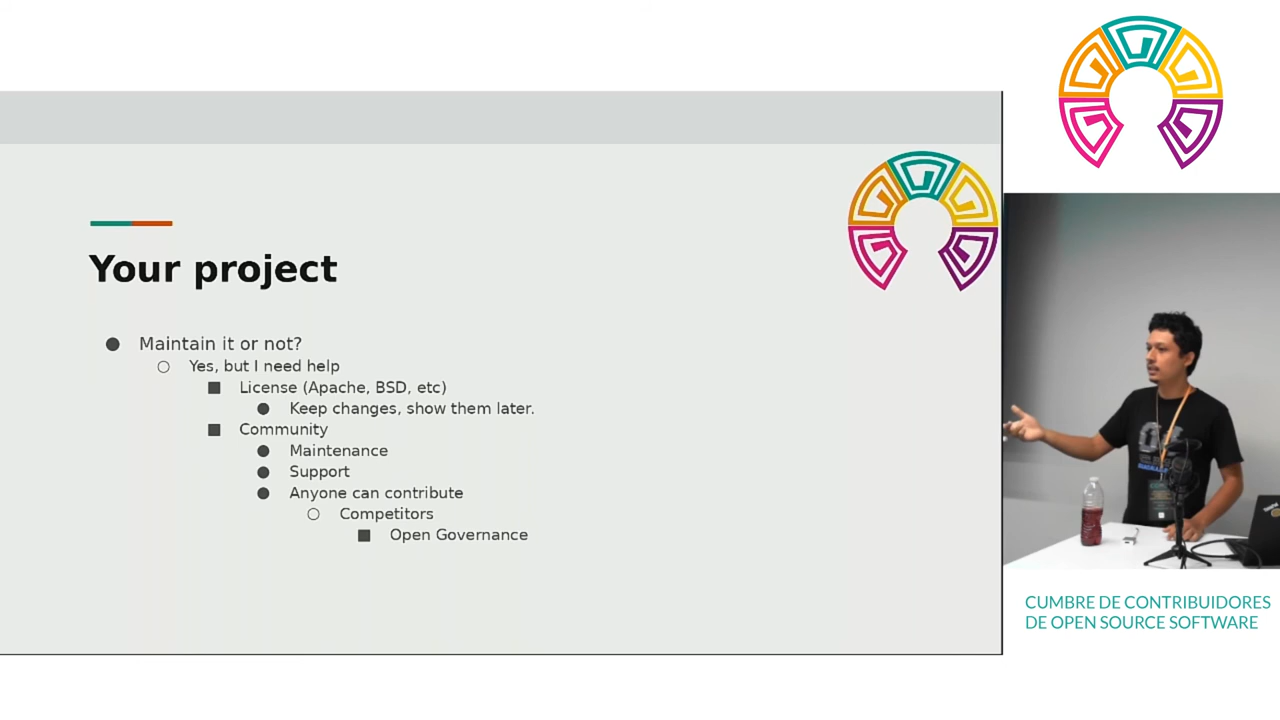 Your project
Maintain it or not?
Yes, but I need help
License (Apache, BSD, etc)
Keep changes, show them later.
Community
Maintenance
Support
Anyone can contribute
Competitors
Open Governance
CUMBRE DE CONTRIBUIDORES
DE OPEN SOURCE SOFTWARE